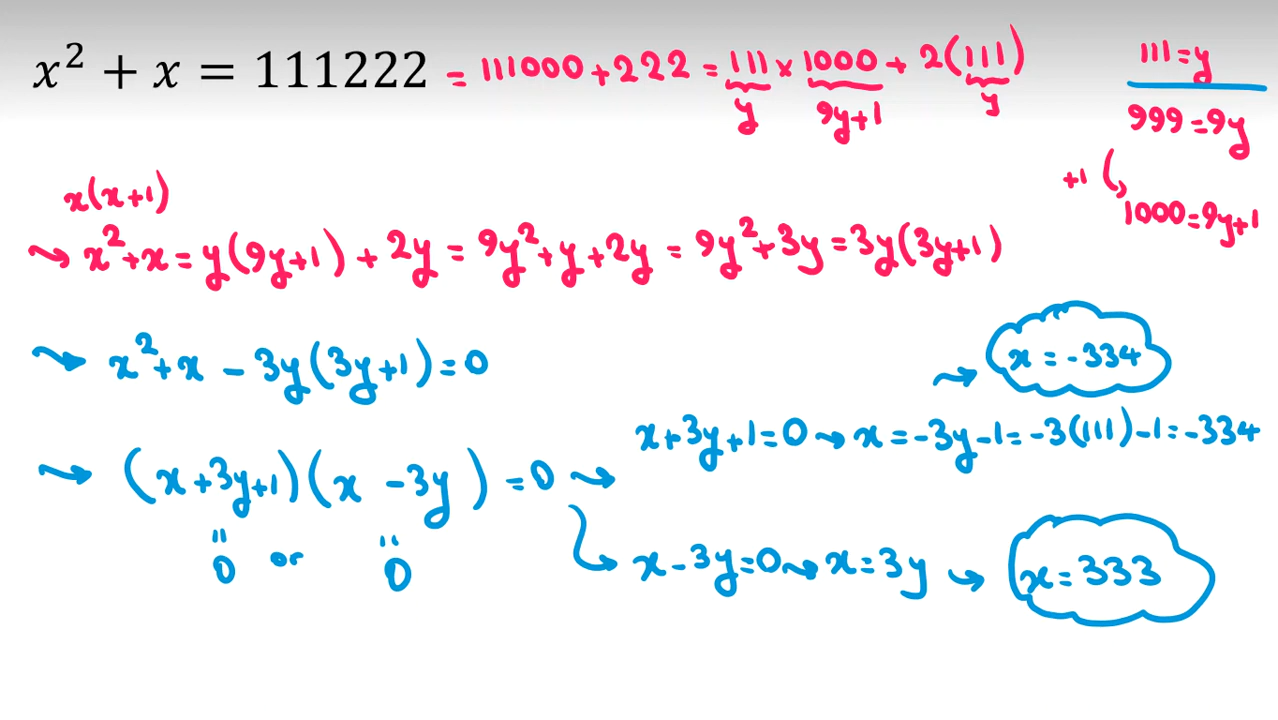 x² + x = 111222 = 111000 + 222 = 111 × 1000 + 2(111)
y 9y+1 y
111 = y
999 = 9y
+1
1000 = 9y+1
x(x+1)
x² + x = y(9y+1) + 2y = 9y² + y + 2y = 9y² + 3y = 3y(3y+1)
x² + x - 3y(3y+1) = 0
(x+3y+1)(x - 3y) = 0
" "
0 or 0
x = -334
x+3y+1=0 → x = -3y-1 = -3(111)-1 = -334
x - 3y = 0 → x = 3y → x = 333